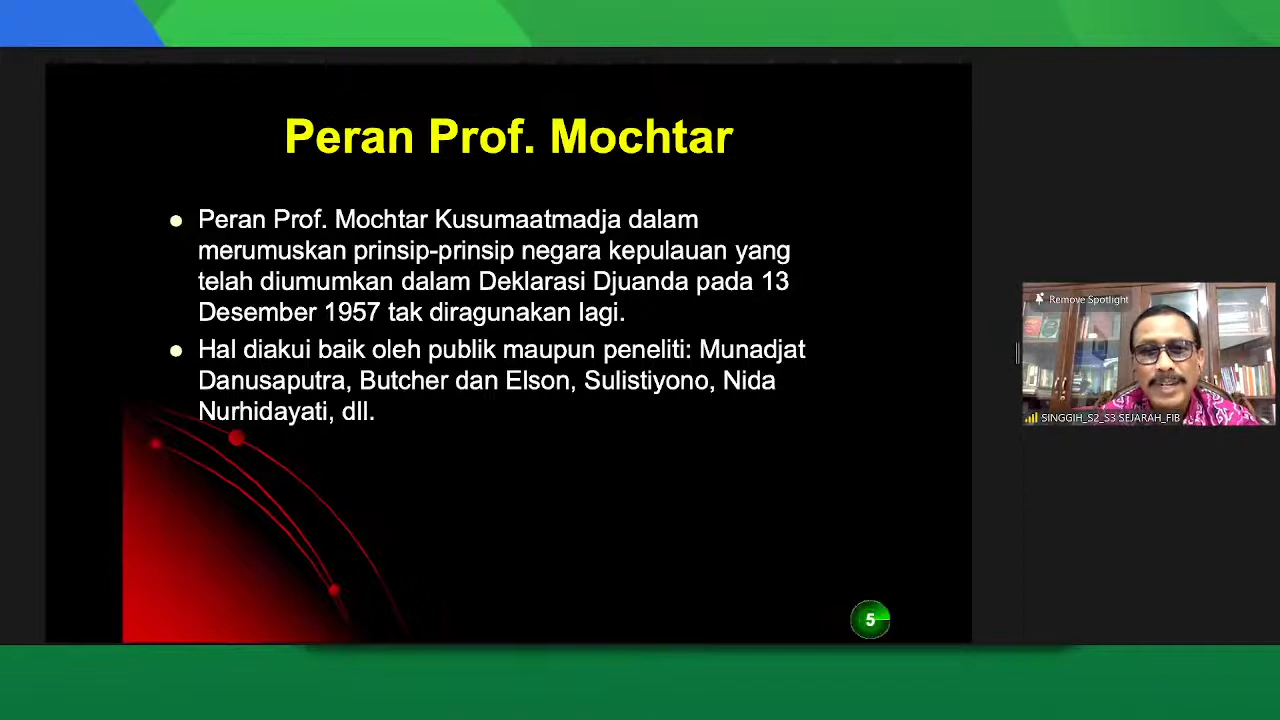 Peran Prof. Mochtar
Peran Prof. Mochtar Kusumaatmadja dalam
merumuskan prinsip-prinsip negara kepulauan yang
telah diumumkan dalam Deklarasi Djuanda pada 13
Desember 1957 tak diragunakan lagi.
Hal diakui baik oleh publik maupun peneliti: Munadjat
Danusaputra, Butcher dan Elson, Sulistiyono, Nida
Nurhidayati, dll.
5
Remove Spotlight
SINGGIH_S2_S3 SEJARAH_FIB